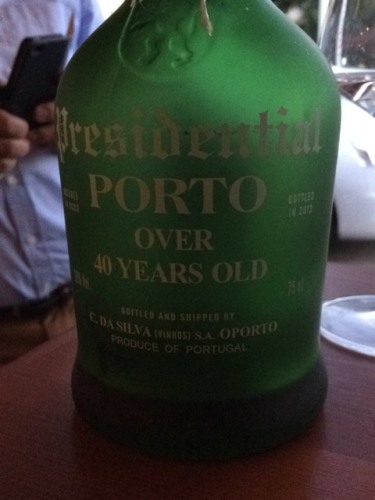 Presidential
PORTO
BOTTLED
IN 2013
OVER
40 YEARS OLD
75 cl
BOTTLED AND SHIPPED BY
C. DA SILVA (VINHOS) S.A. OPORTO
PRODUCE OF PORTUGAL